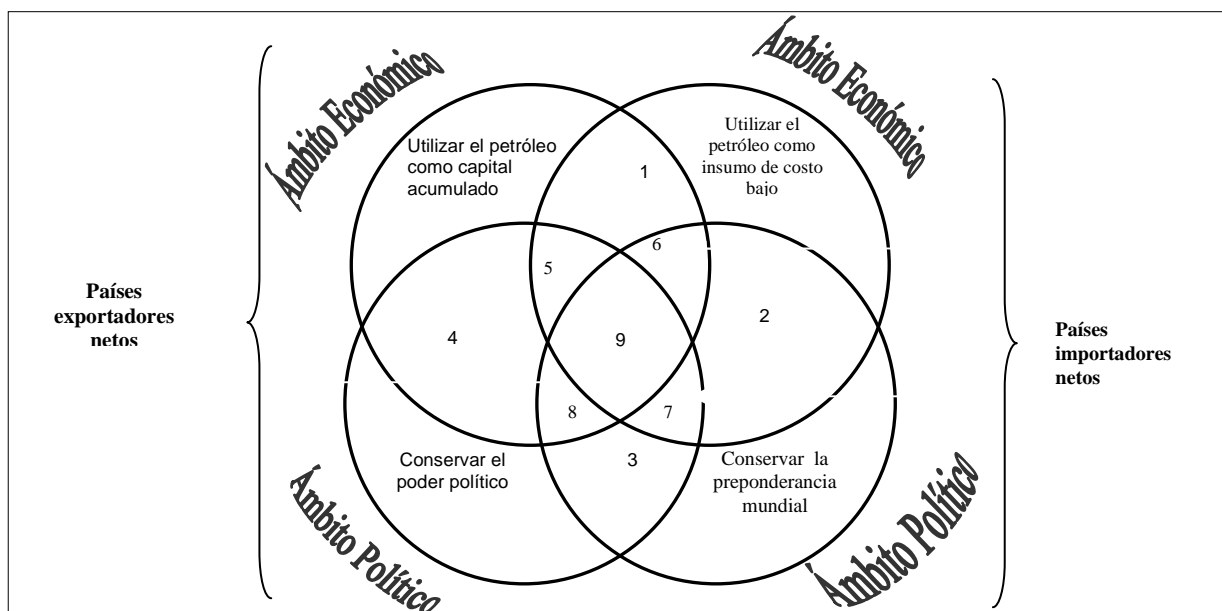 Ámbito Económico
Ámbito Económico
Utilizar el petróleo
como capital
acumulado
Utilizar el
petróleo como
insumo de costo
bajo
1
6
5
2
4
9
Países
exportadores
netos
Países
importadores
netos
8
7
3
Conservar el
poder político
Conservar la
preponderancia
mundial
Ámbito Político
Ámbito Político